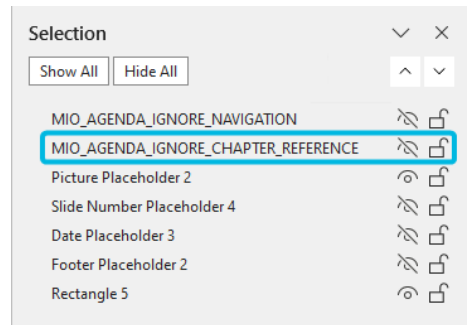 Selection
Show All Hide All
MIO_AGENDA_IGNORE_NAVIGATION
MIO_AGENDA_IGNORE_CHAPTER_REFERENCE
Picture Placeholder 2
Slide Number Placeholder 4
Date Placeholder 3
Footer Placeholder 2
Rectangle 5